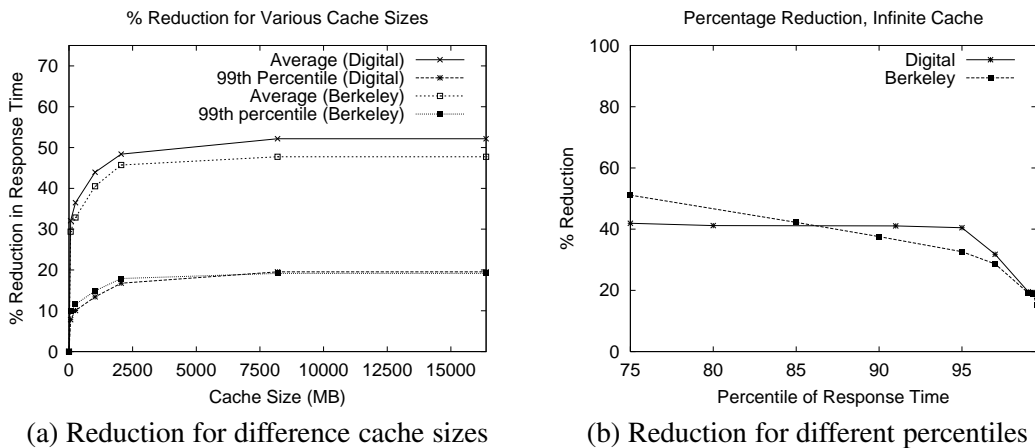 % Reduction for Various Cache Sizes
% Reduction in Response Time
70
60
50
40
30
20
10
0
Average (Digital)
99th Percentile (Digital)
Average (Berkeley)
99th percentile (Berkeley)
0 2500 5000 7500 10000 12500 15000
Cache Size (MB)
(a) Reduction for difference cache sizes
Percentage Reduction, Infinite Cache
% Reduction
100
80
60
40
20
0
Digital
Berkeley
75 80 85 90 95
Percentile of Response Time
(b) Reduction for different percentiles